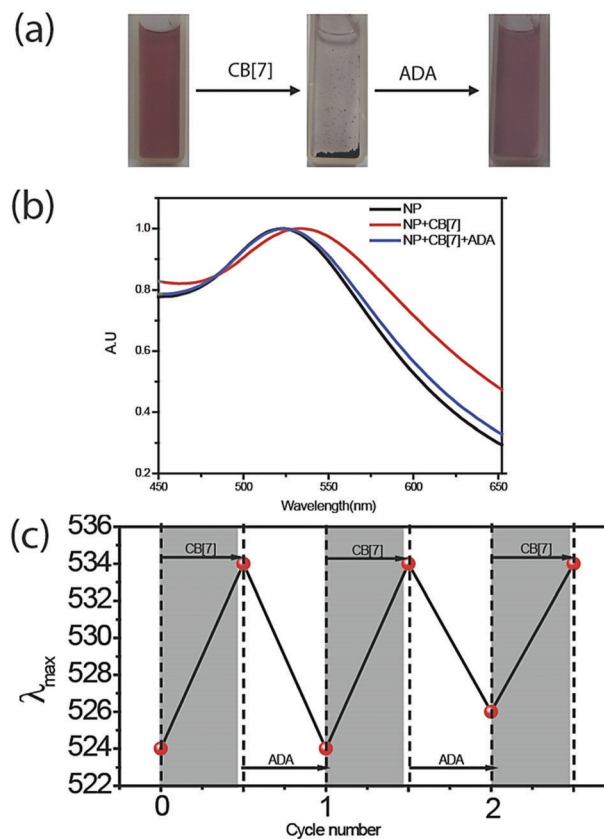 (a)
CB[7]
ADA
(b)
NP
NP+CB[7]
NP+CB[7]+ADA
1.0
0.8
0.6
0.4
0.2
A.U
450
500
550
600
650
Wavelength(nm)
(c)
536
534
532
530
528
526
524
522
λmax
CB[7]
CB[7]
CB[7]
ADA
ADA
0
1
2
Cycle number